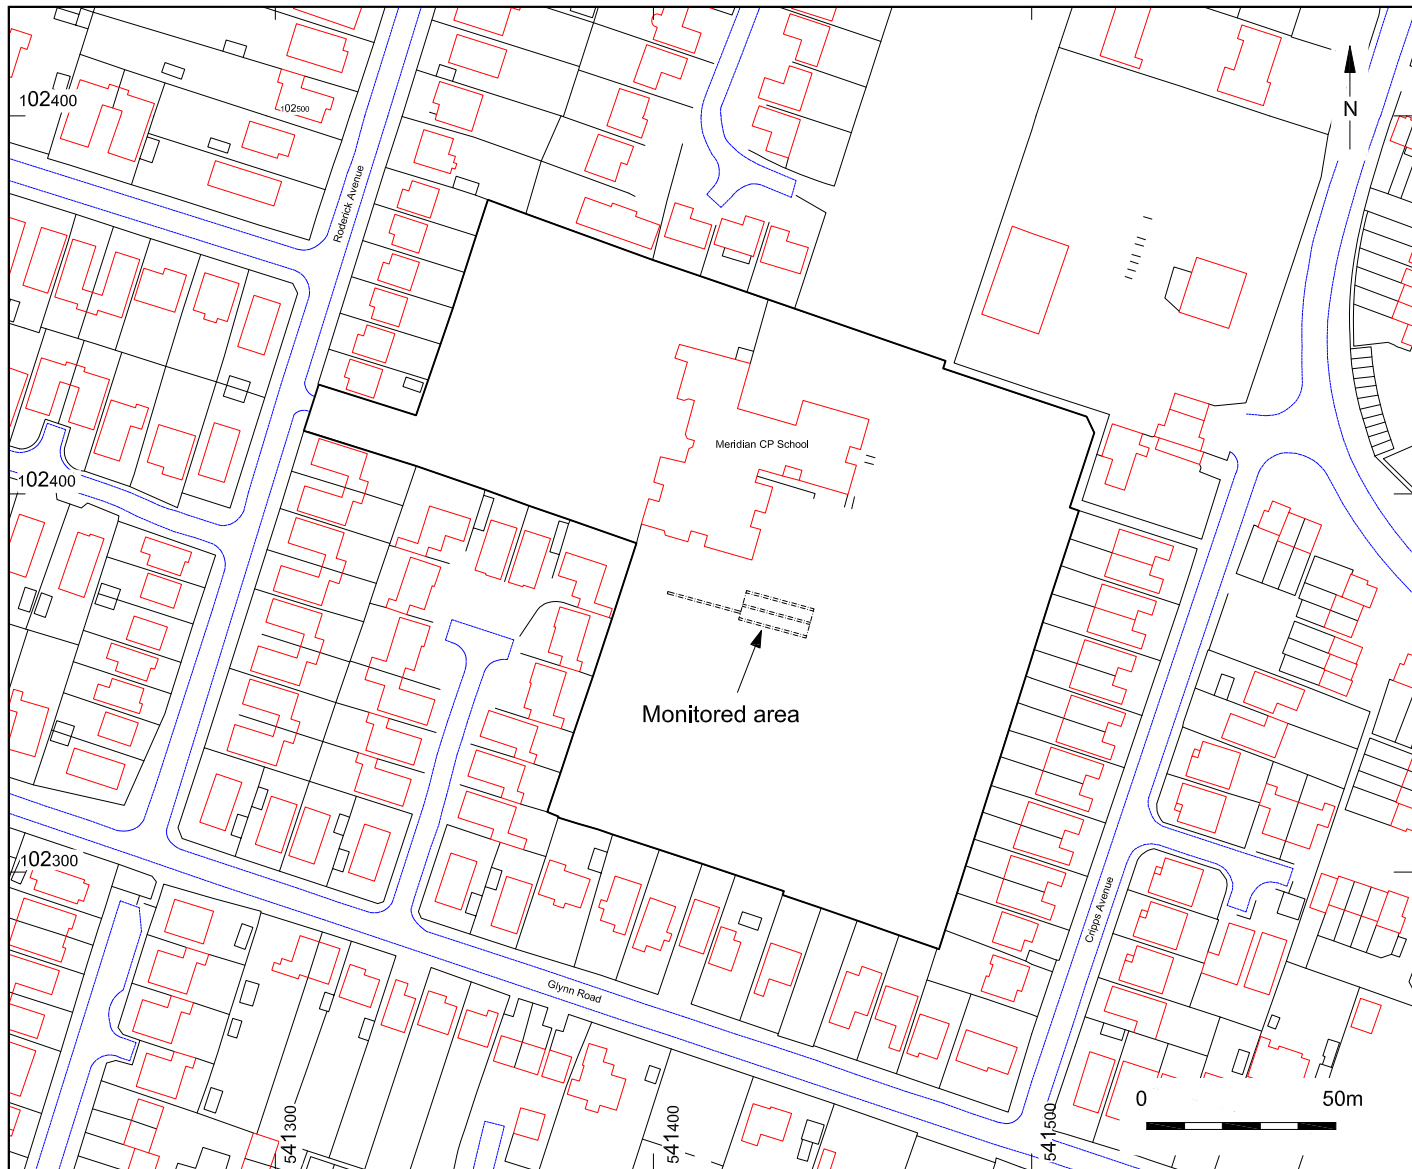 102400
102500
N
Roderick Avenue
Meridian CP School
102400
Monitored area
102300
Cripps Avenue
Glynn Road
0 50m
541300
541400
541500